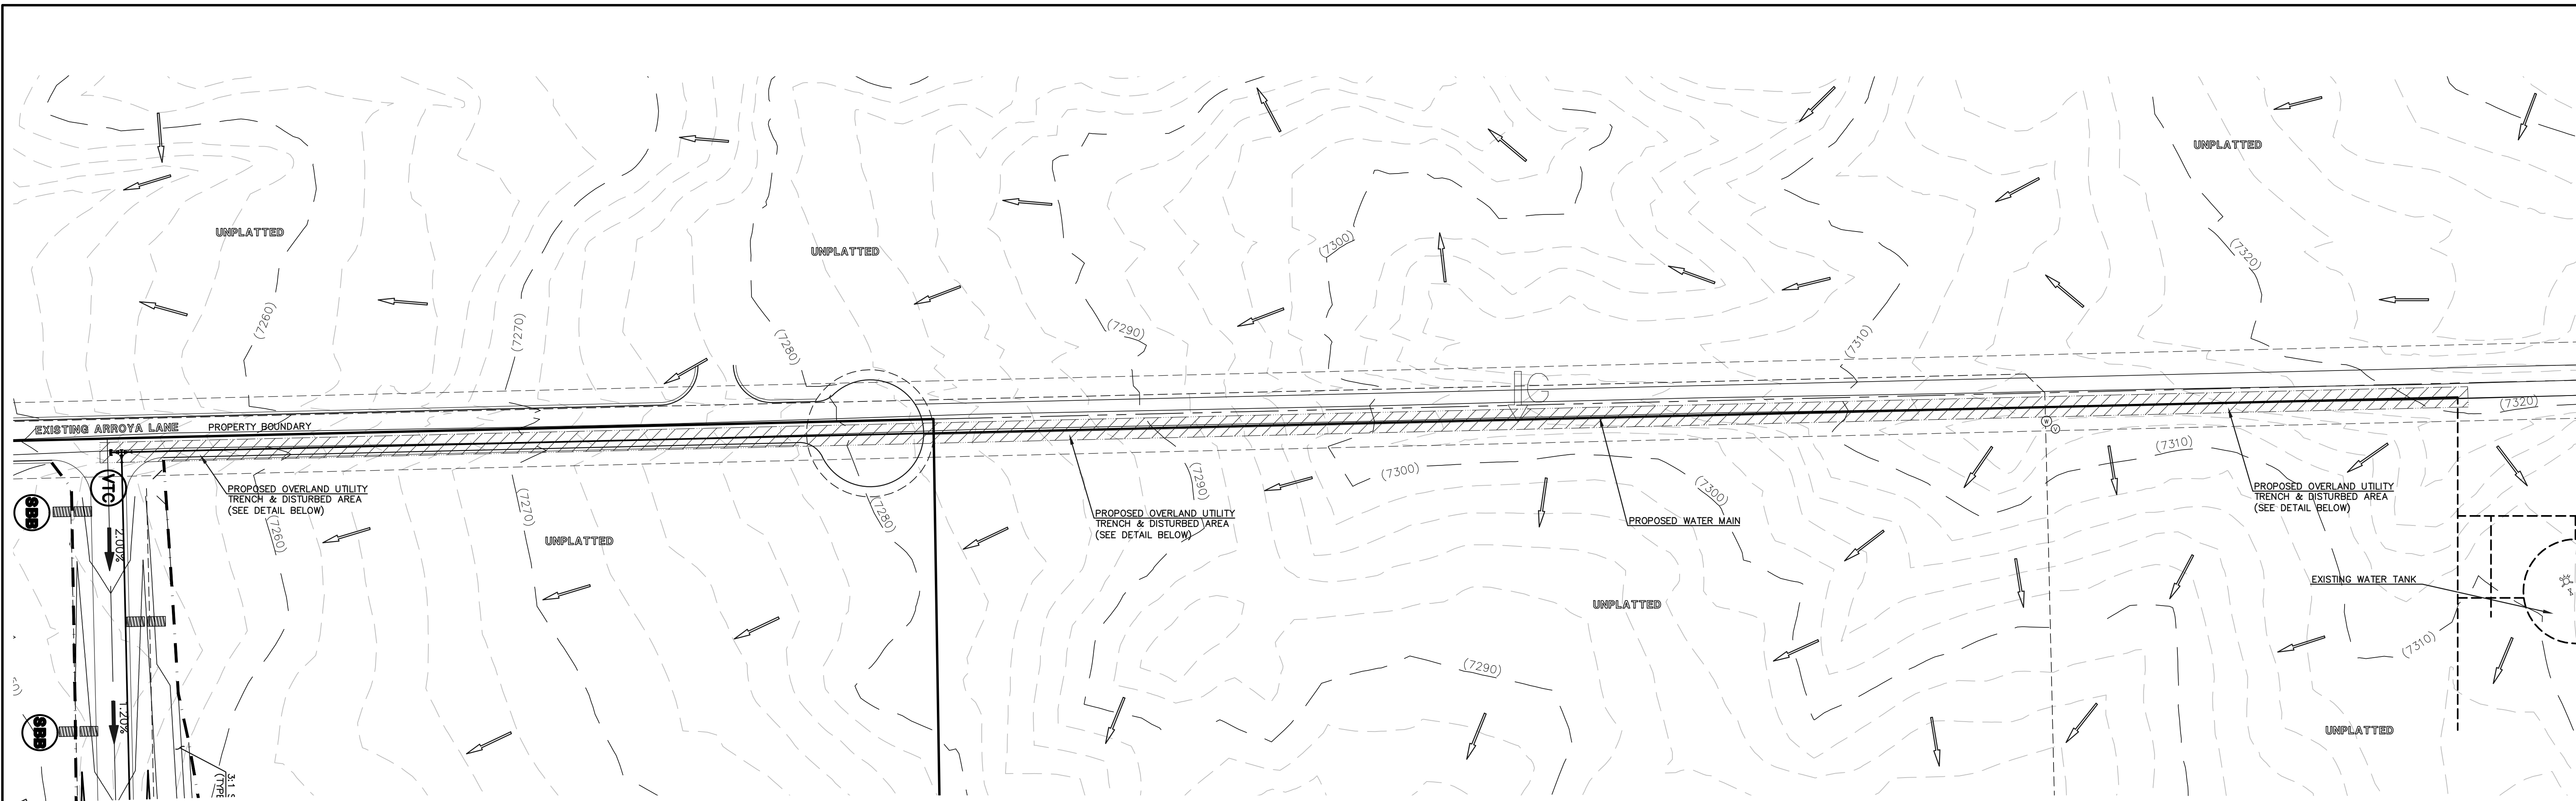 UNPLATTED
UNPLATTED
UNPLATTED
(7260)
(7270)
(7280)
(7290)
(7300)
(7310)
(7320)
EXISTING ARROYA LANE
PROPERTY BOUNDARY
(7320)
W
V
VTC
SBB
2.00%
PROPOSED OVERLAND UTILITY
TRENCH & DISTURBED AREA
(SEE DETAIL BELOW)
(7260)
(7270)
UNPLATTED
(7280)
(7290)
PROPOSED OVERLAND UTILITY
TRENCH & DISTURBED AREA
(SEE DETAIL BELOW)
(7300)
(7300)
PROPOSED WATER MAIN
(7310)
PROPOSED OVERLAND UTILITY
TRENCH & DISTURBED AREA
(SEE DETAIL BELOW)
EXISTING WATER TANK
UNPLATTED
(7290)
(7310)
UNPLATTED
SBB
1.20%
3:1
(TYPE